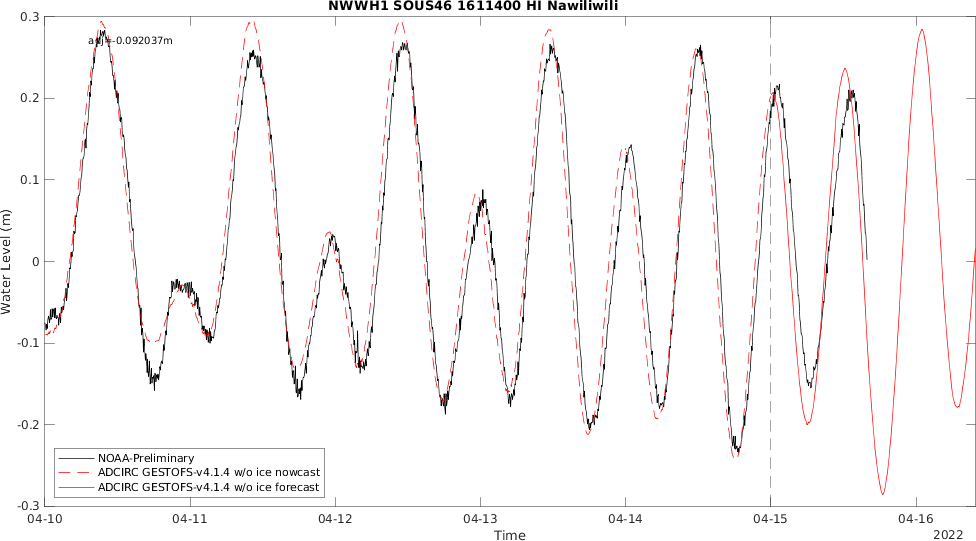 NWWH1 SOUS46 1611400 HI Nawiliwili
0.3
adj=-0.092037m
0.2
0.1
0
-0.1
-0.2
-0.3
Water Level (m)
NOAA-Preliminary
ADCIRC GESTOFS-v4.1.4 w/o ice nowcast
ADCIRC GESTOFS-v4.1.4 w/o ice forecast
04-10 04-11 04-12 04-13 04-14 04-15 04-16
Time
2022